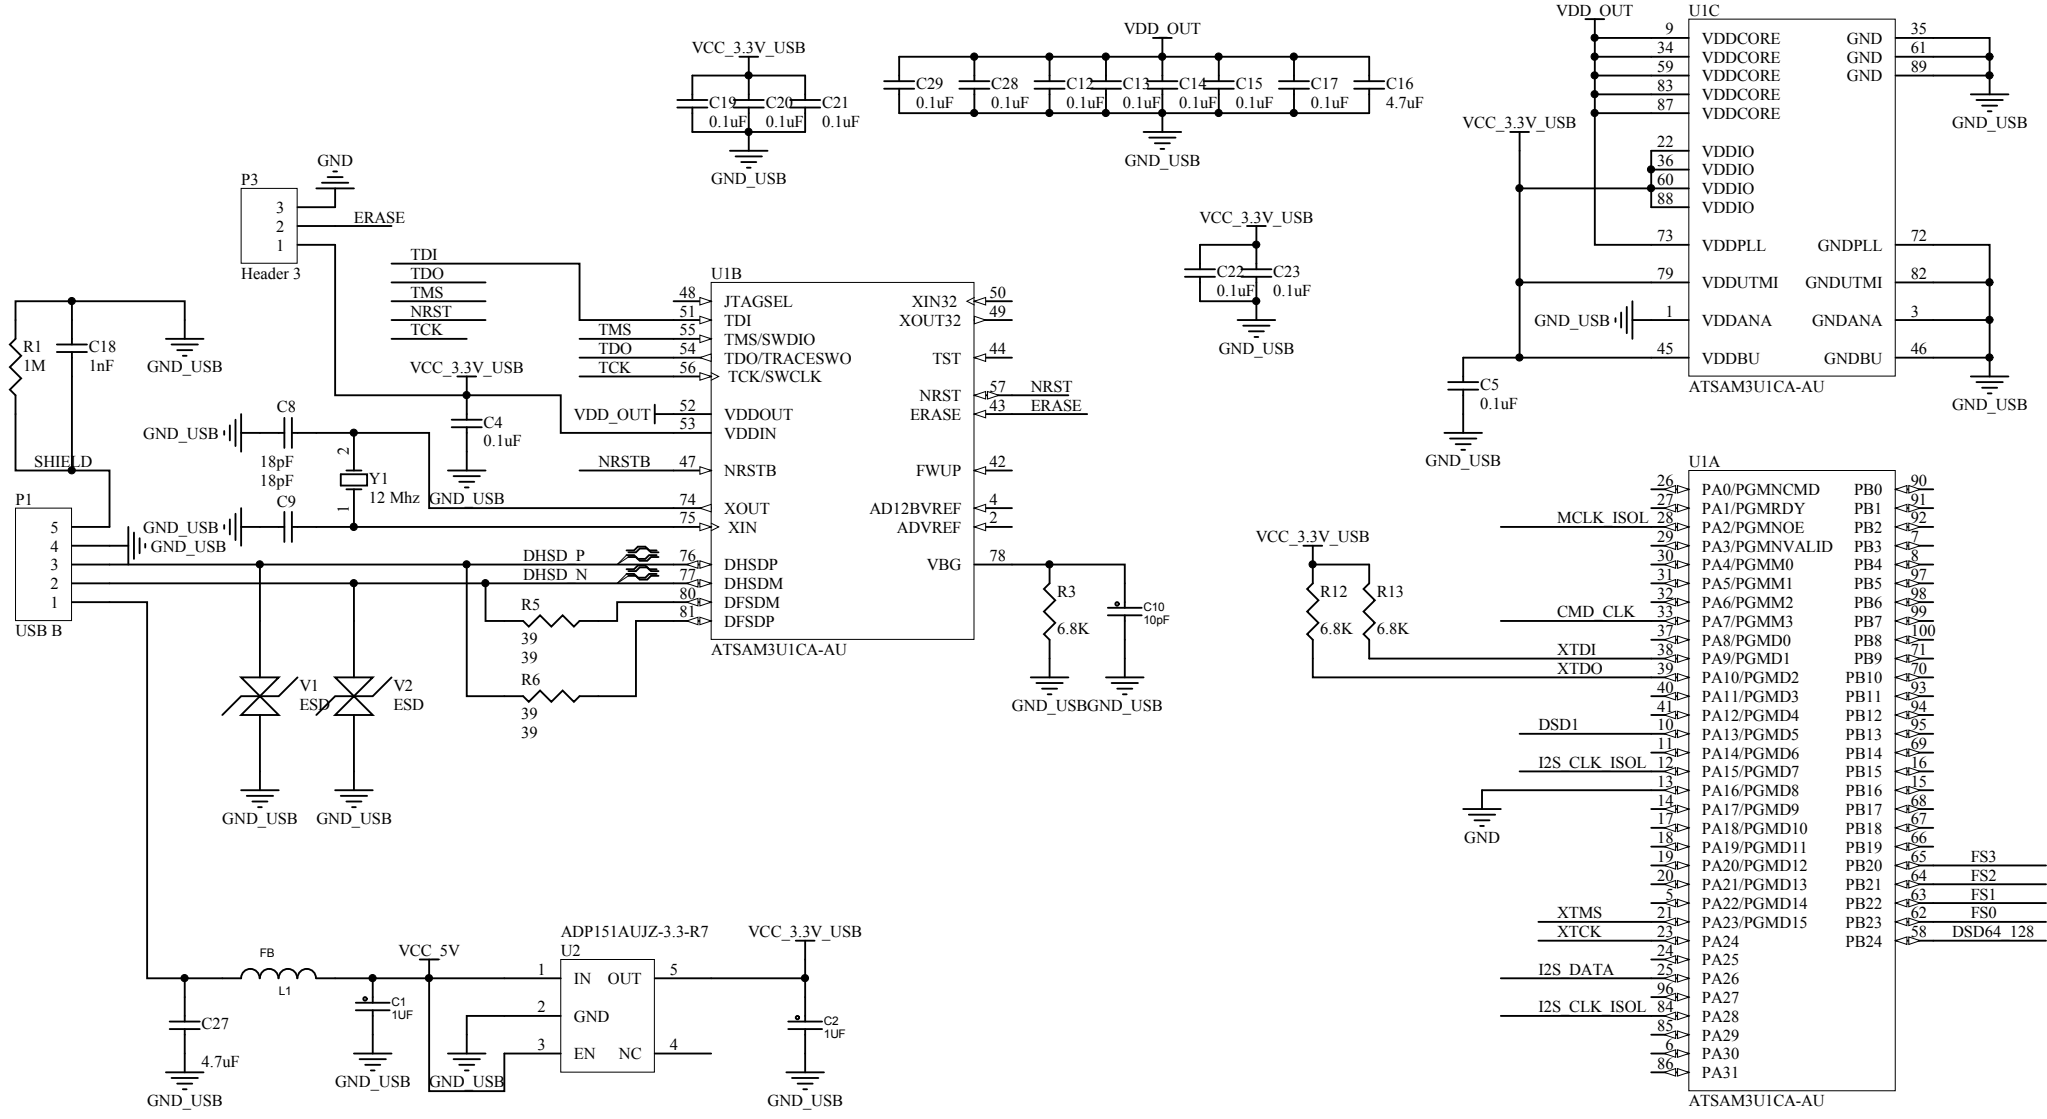 VCC_3.3V_USB
C19
0.1uF
C20
0.1uF
C21
0.1uF
GND_USB
VDD_OUT
C29
0.1uF
C28
0.1uF
C12
0.1uF
C13
0.1uF
C14
0.1uF
C15
0.1uF
C17
0.1uF
C16
4.7uF
GND_USB
P3
GND
3
2
1
ERASE
Header 3
TDI
TDO
TMS
NRST
TCK
VCC_3.3V_USB
C22
0.1uF
C23
0.1uF
GND_USB
R1
1M
C18
1nF
GND_USB
SHIELD
P1
5
4
3
2
1
USB B
GND_USB
GND_USB
C8
18pF
18pF
C9
GND_USB
2
Y1
12 Mhz
1
VCC_3.3V_USB
C4
0.1uF
GND_USB
VDD_OUT
NRSTB
TMS
TDO
TCK
DHSD_P
DHSD_N
R5
39
39
R6
39
39
V1
ESD
V2
ESD
GND_USB
GND_USB
U1B
48 JTAGSEL
51 TDI
55 TMS/SWDIO
54 TDO/TRACESWO
56 TCK/SWCLK
52 VDDOUT
53 VDDIN
47 NRSTB
74 XOUT
75 XIN
76 DHSDP
77 DHSDM
80 DFSDM
81 DFSDP
XIN32 50
XOUT32 49
TST 44
NRST 57 NRST
ERASE 43 ERASE
FWUP 42
AD12BVREF 4
ADVREF 2
VBG 78
ATSAM3U1CA-AU
R3
6.8K
C10
10pF
GND_USB
GND_USB
FB
L1
C27
4.7uF
GND_USB
C1
1UF
GND_USB
VCC_5V
GND_USB
ADP151AUJZ-3.3-R7
U2
1 IN OUT 5
2 GND
3 EN NC 4
VCC_3.3V_USB
C2
1UF
GND_USB
VDD_OUT
U1C
VCC_3.3V_USB
9 VDDCORE GND 35
34 VDDCORE GND 61
59 VDDCORE GND 89
83 VDDCORE
87 VDDCORE
22 VDDIO
36 VDDIO
60 VDDIO
88 VDDIO
73 VDDPLL GNDPLL 72
79 VDDUTMI GNDUTMI 82
GND_USB 1 VDDANA GNDANA 3
45 VDDBU GNDBU 46
ATSAM3U1CA-AU
GND_USB
GND_USB
C5
0.1uF
GND_USB
VCC_3.3V_USB
R12
6.8K
R13
6.8K
U1A
26 PA0/PGMNCMD PB0 90
27 PA1/PGMRDY PB1 91
MCLK_ISOL 28 PA2/PGMNOE PB2 92
29 PA3/PGMNVALID PB3 7
30 PA4/PGMM0 PB4 8
31 PA5/PGMM1 PB5 97
32 PA6/PGMM2 PB6 98
CMD_CLK 33 PA7/PGMM3 PB7 99
37 PA8/PGMD0 PB8 100
XTDI 38 PA9/PGMD1 PB9 71
XTDO 39 PA10/PGMD2 PB10 70
40 PA11/PGMD3 PB11 93
41 PA12/PGMD4 PB12 94
DSD1 10 PA13/PGMD5 PB13 95
11 PA14/PGMD6 PB14 69
I2S_CLK_ISOL 12 PA15/PGMD7 PB15 16
13 PA16/PGMD8 PB16 15
GND
14 PA17/PGMD9 PB17 68
17 PA18/PGMD10 PB18 67
18 PA19/PGMD11 PB19 66
19 PA20/PGMD12 PB20 65 FS3
20 PA21/PGMD13 PB21 64 FS2
5 PA22/PGMD14 PB22 63 FS1
XTMS 21 PA23/PGMD15 PB23 62 FS0
XTCK 23 PA24 PB24 58 DSD64_128
24 PA25
I2S_DATA 25 PA26
96 PA27
I2S_CLK_ISOL 84 PA28
85 PA29
6 PA30
86 PA31
ATSAM3U1CA-AU